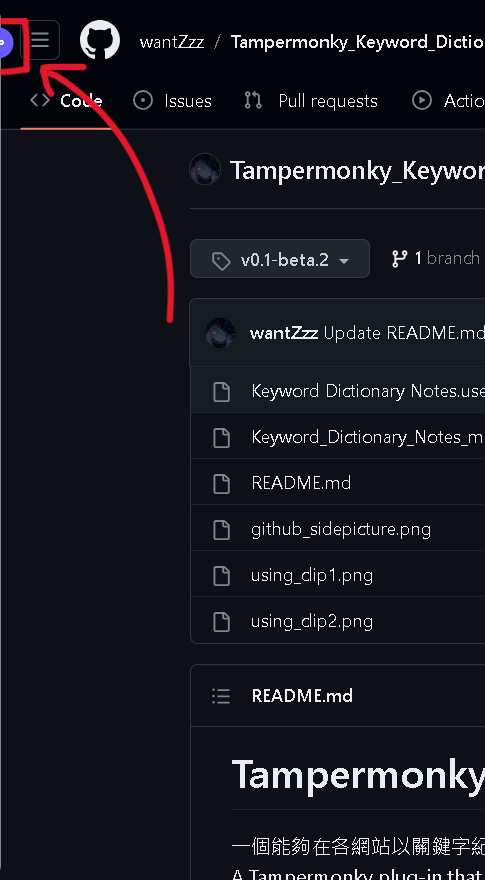 wantZzz / Tampermonky_Keyword_Dictio
Code Issues Pull requests Actio
Tampermonky_Keywor
v0.1-beta.2 1 branch
wantZzz Update README.md
Keyword Dictionary Notes.use
Keyword_Dictionary_Notes_m
README.md
github_sidepicture.png
using_clip1.png
using_clip2.png
README.md
Tampermonky
一個能夠在各網站以關鍵字紀
A Tampermonky plug-in that